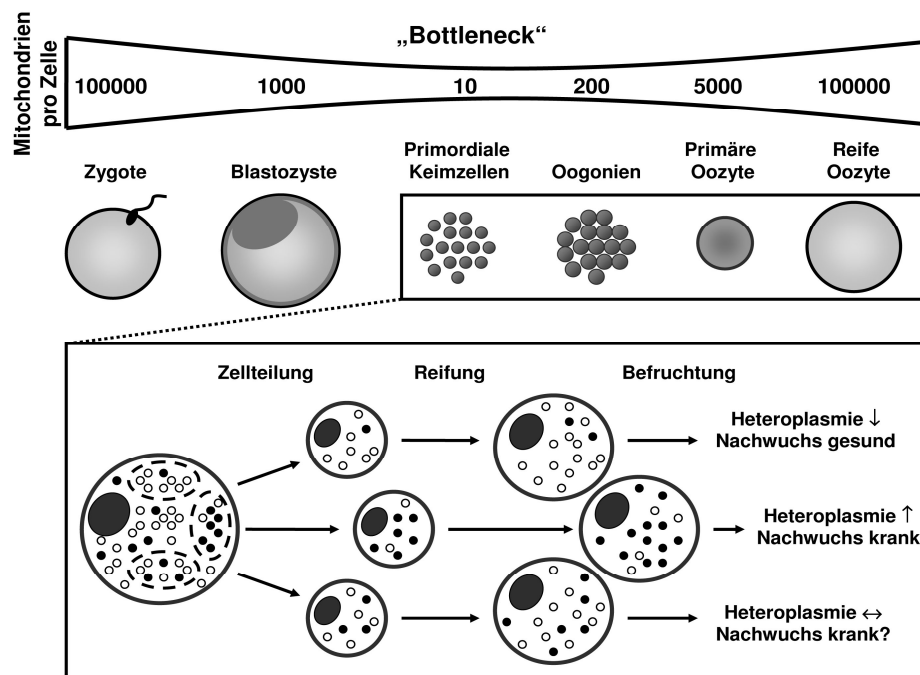 „Bottleneck“
Mitochondrien
pro Zelle
100000 1000 10 200 5000 100000
Zygote Blastozyste Primordiale Keimzellen Oogonien Primäre Oozyte Reife Oozyte
Zellteilung Reifung Befruchtung
Heteroplasmie ↓
Nachwuchs gesund
Heteroplasmie ↑
Nachwuchs krank
Heteroplasmie ↔
Nachwuchs krank?